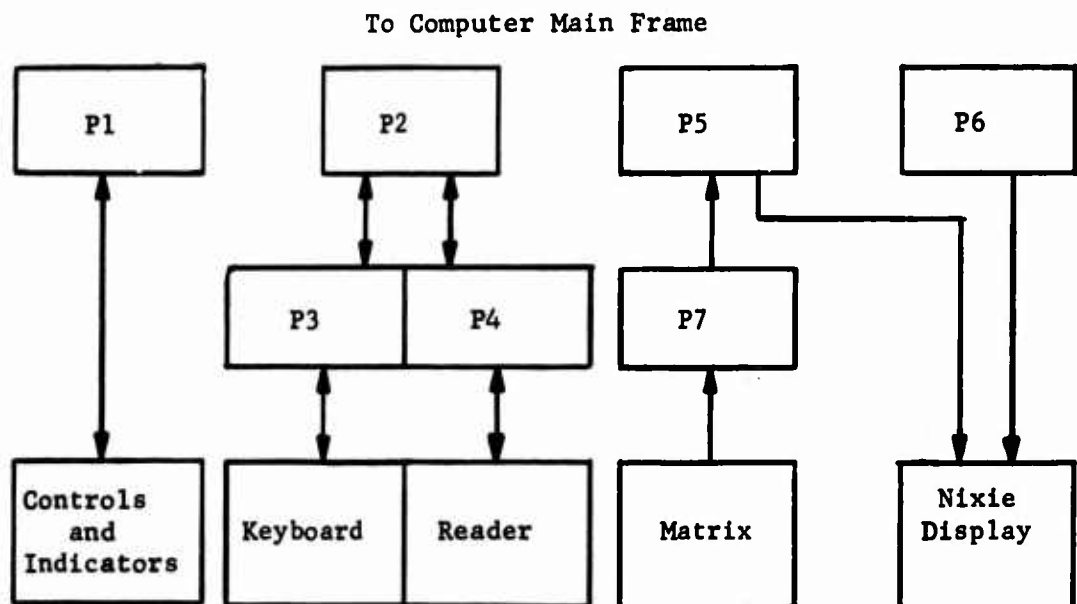 To Computer Main Frame
P1
P2
P5
P6
P3
P4
P7
Controls
and
Indicators
Keyboard
Reader
Matrix
Nixie
Display